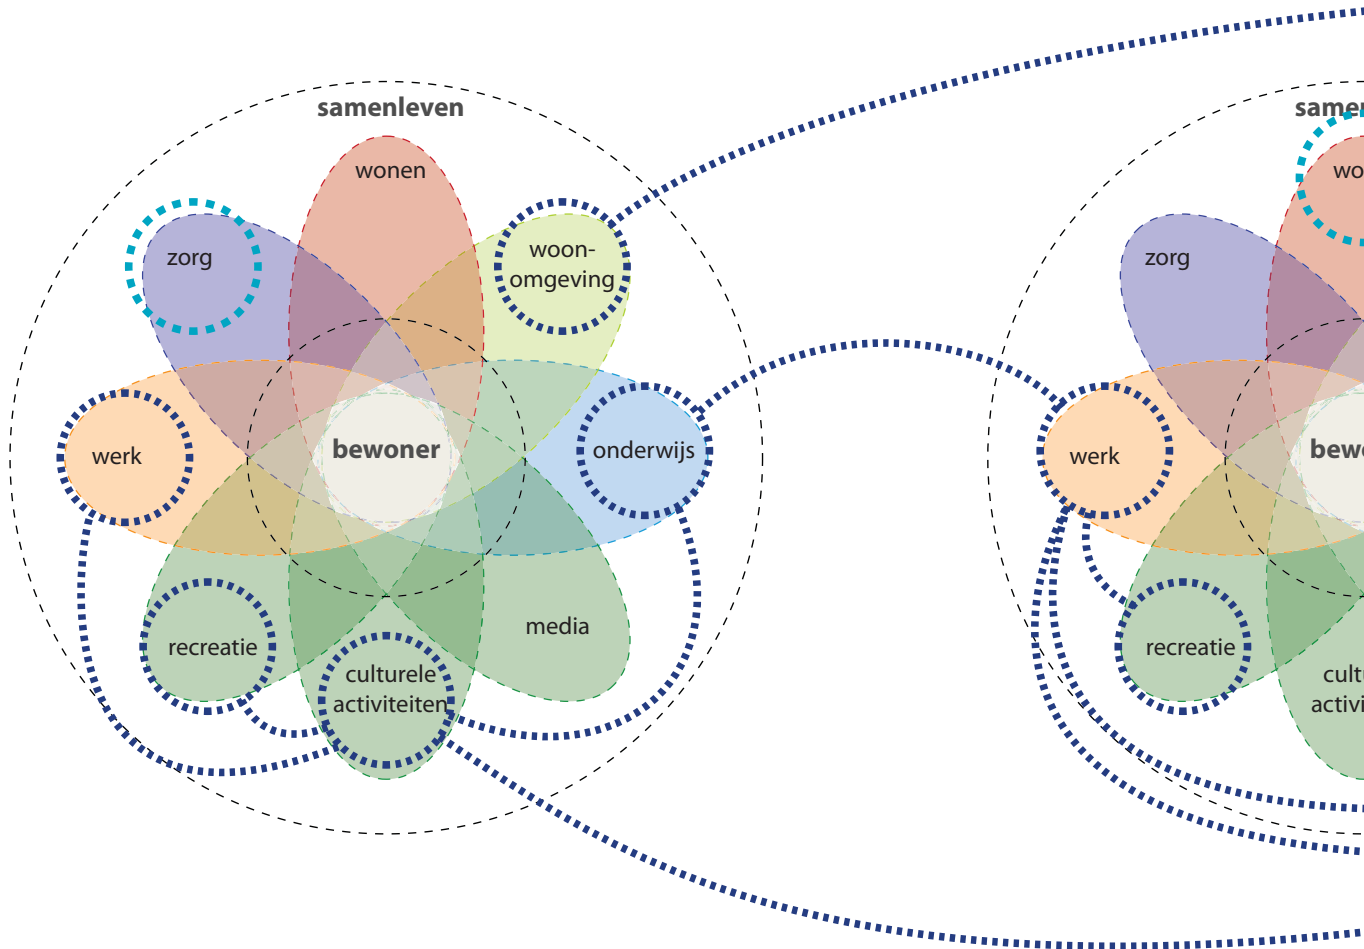 samenleven
wonen
zorg
woon-
omgeving
werk
bewoner
onderwijs
recreatie
culturele
activiteiten
media
zorg
werk
recreatie